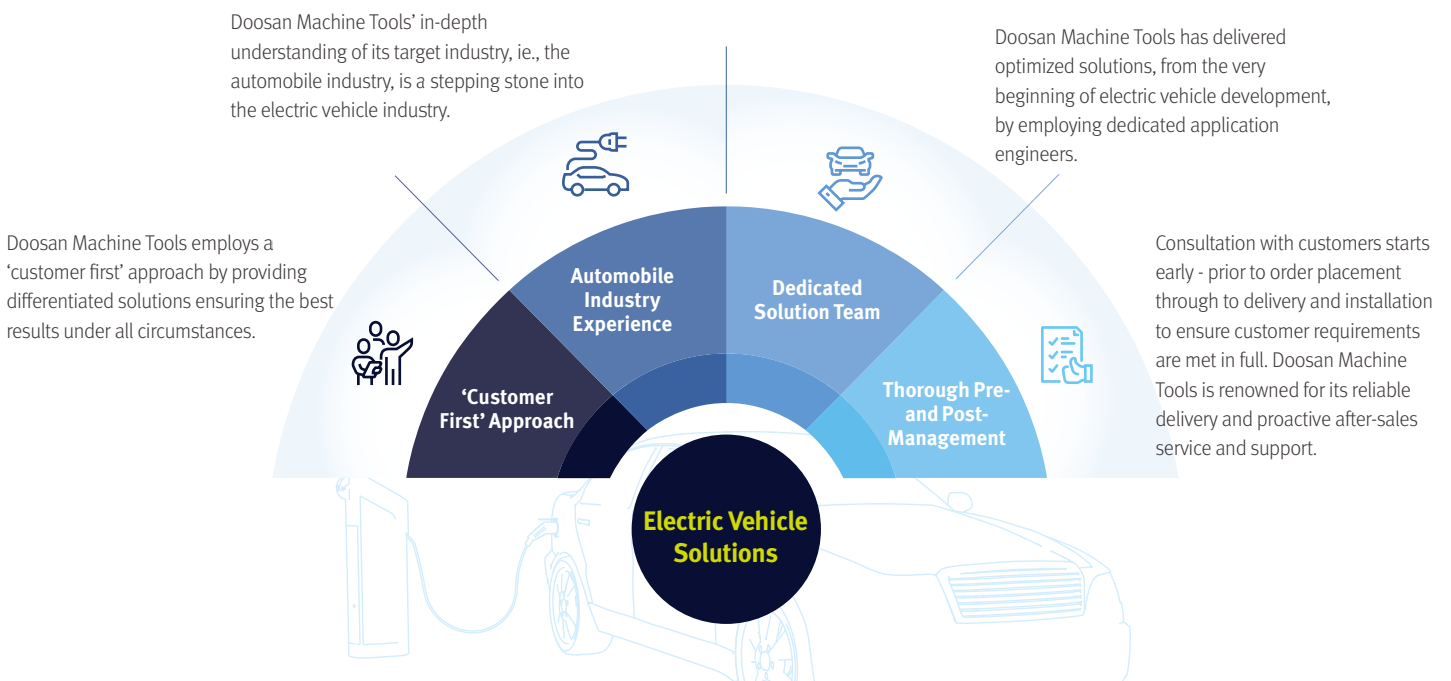 Doosan Machine Tools' in-depth
understanding of its target industry, ie., the
automobile industry, is a stepping stone into
the electric vehicle industry.
Doosan Machine Tools has delivered
optimized solutions, from the very
beginning of electric vehicle development,
by employing dedicated application
engineers.
Doosan Machine Tools employs a
‘customer first’ approach by providing
differentiated solutions ensuring the best
results under all circumstances.
Consultation with customers starts
early - prior to order placement
through to delivery and installation
to ensure customer requirements
are met in full. Doosan Machine
Tools is renowned for its reliable
delivery and proactive after-sales
service and support.
‘Customer
First’ Approach
Automobile
Industry
Experience
Dedicated
Solution Team
Thorough Pre-
and Post-
Management
Electric Vehicle
Solutions